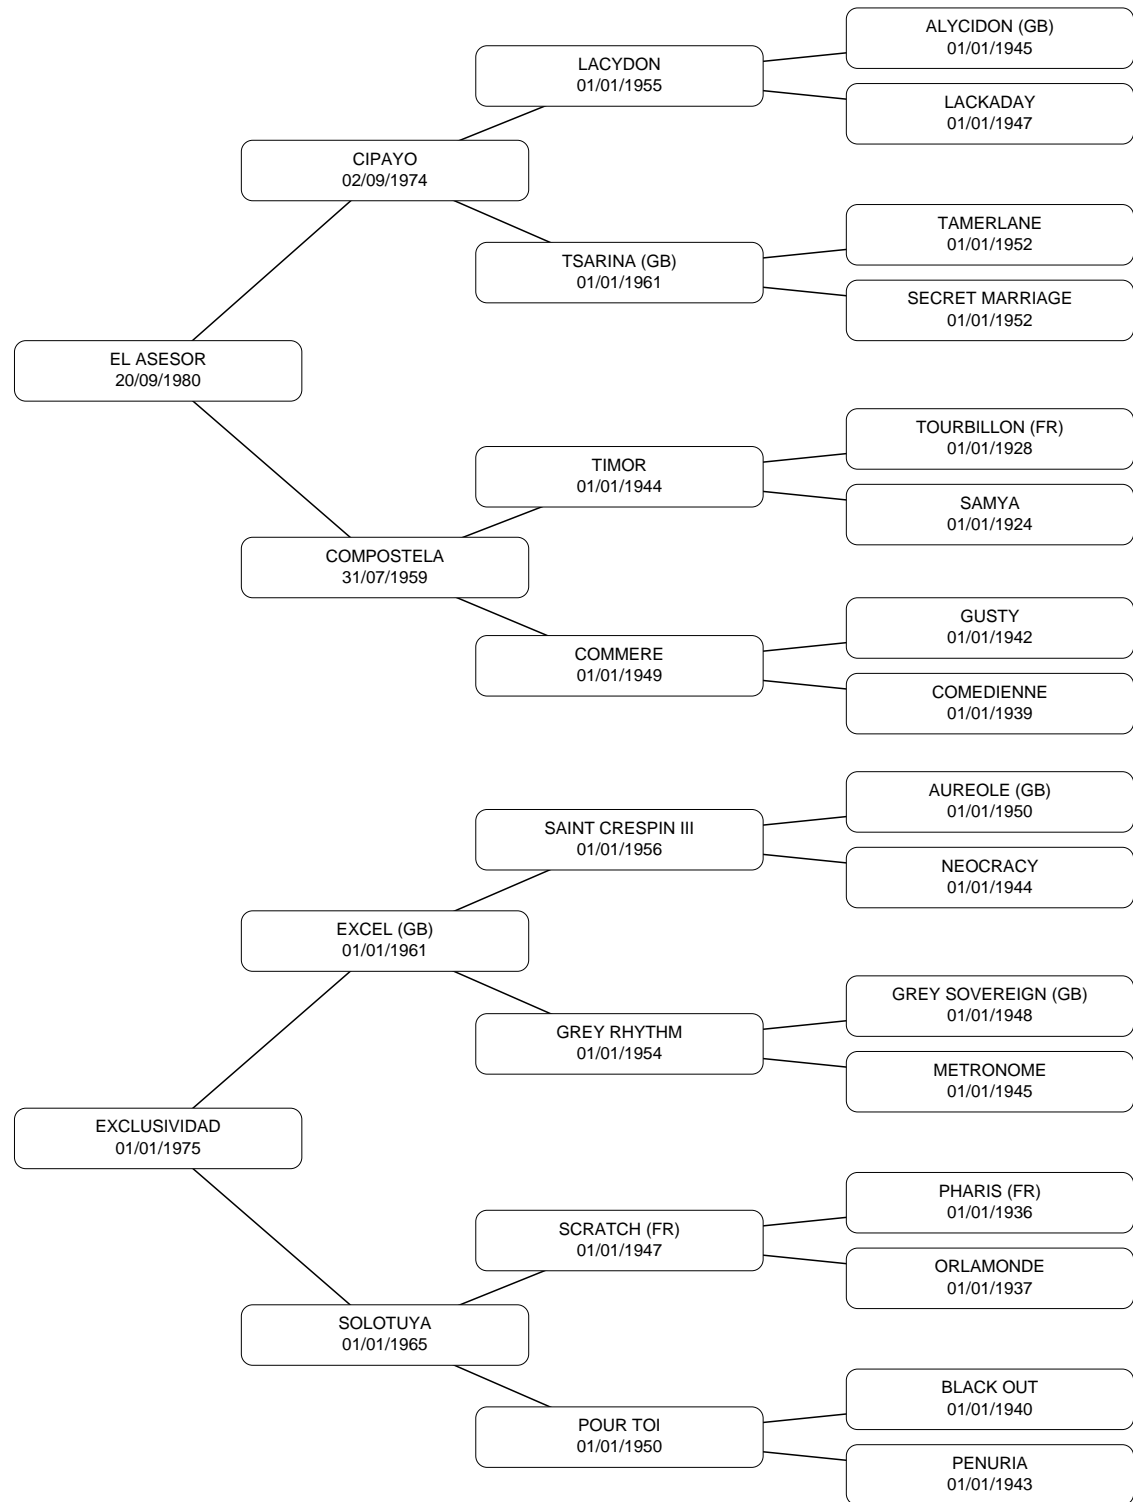 ALYCIDON (GB)
01/01/1945
LACYDON
01/01/1955
LACKADAY
01/01/1947
CIPAYO
02/09/1974
TAMERLANE
01/01/1952
TSARINA (GB)
01/01/1961
SECRET MARRIAGE
01/01/1952
EL ASESOR
20/09/1980
TOURBILLON (FR)
01/01/1928
TIMOR
01/01/1944
SAMYA
01/01/1924
COMPOSTELA
31/07/1959
GUSTY
01/01/1942
COMMERE
01/01/1949
COMEDIENNE
01/01/1939
AUREOLE (GB)
01/01/1950
SAINT CRESPIN III
01/01/1956
NEOCRACY
01/01/1944
EXCEL (GB)
01/01/1961
GREY SOVEREIGN (GB)
01/01/1948
GREY RHYTHM
01/01/1954
METRONOME
01/01/1945
EXCLUSIVIDAD
01/01/1975
PHARIS (FR)
01/01/1936
SCRATCH (FR)
01/01/1947
ORLAMONDE
01/01/1937
SOLOTUYA
01/01/1965
BLACK OUT
01/01/1940
POUR TOI
01/01/1950
PENURIA
01/01/1943